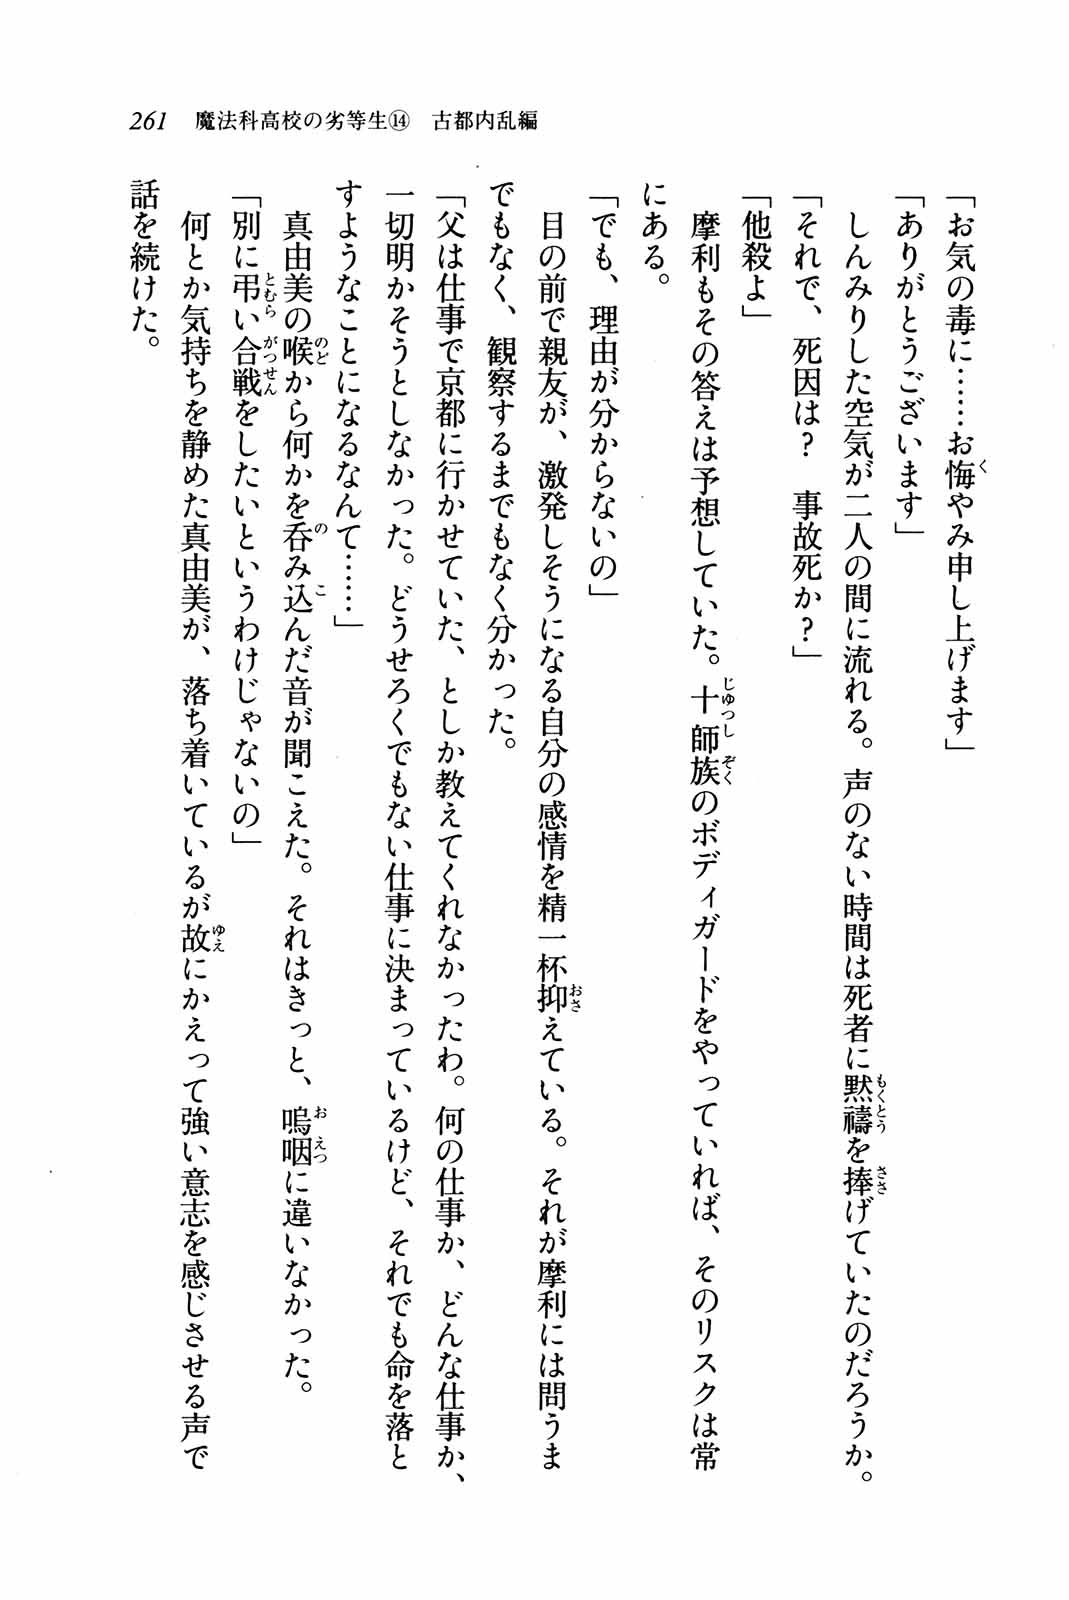 261　魔法科高校の劣等生⑭　古都内乱編
「お気の毒に……お悔やみ申し上げます」
「ありがとうございます」
　しんみりした空気が二人の間に流れる。声のない時間は死者に黙禱を捧げていたのだろうか。
「それで、死因は？　事故死か？」
「他殺よ」
　摩利もその答えは予想していた。十師族のボディガードをやっていれば、そのリスクは常
にある。
「でも、理由が分からないの」
　目の前で親友が、激発しそうになる自分の感情を精一杯抑えている。それが摩利には問うま
でもなく、観察するまでもなく分かった。
「父は仕事で京都に行かせていた、としか教えてくれなかったわ。何の仕事か、どんな仕事か、
一切明かそうとしなかった。どうせろくでもない仕事に決まっているけど、それでも命を落と
すようなことになるなんて……」
　真由美の喉から何かを呑み込んだ音が聞こえた。それはきっと、嗚咽に違いなかった。
「別に弔い合戦をしたいというわけじゃないの」
　何とか気持ちを静めた真由美が、落ち着いているが故にかえって強い意志を感じさせる声で
話を続けた。